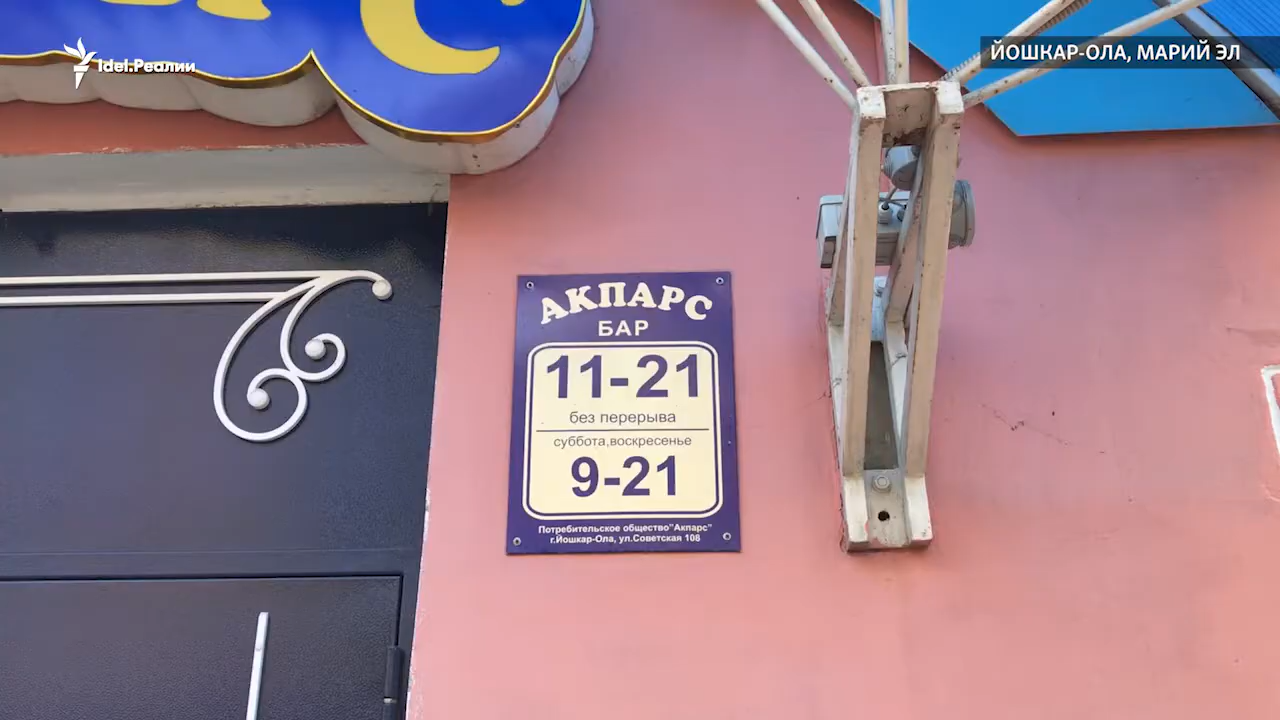 Idel.Реалии
ЙОШКАР-ОЛА, МАРИЙ ЭЛ
АКПАРС
БАР
11-21
без перерыва
суббота,воскресенье
9-21
Потребительское общество"Акпарс"
г.Йошкар-Ола, ул.Советская 108